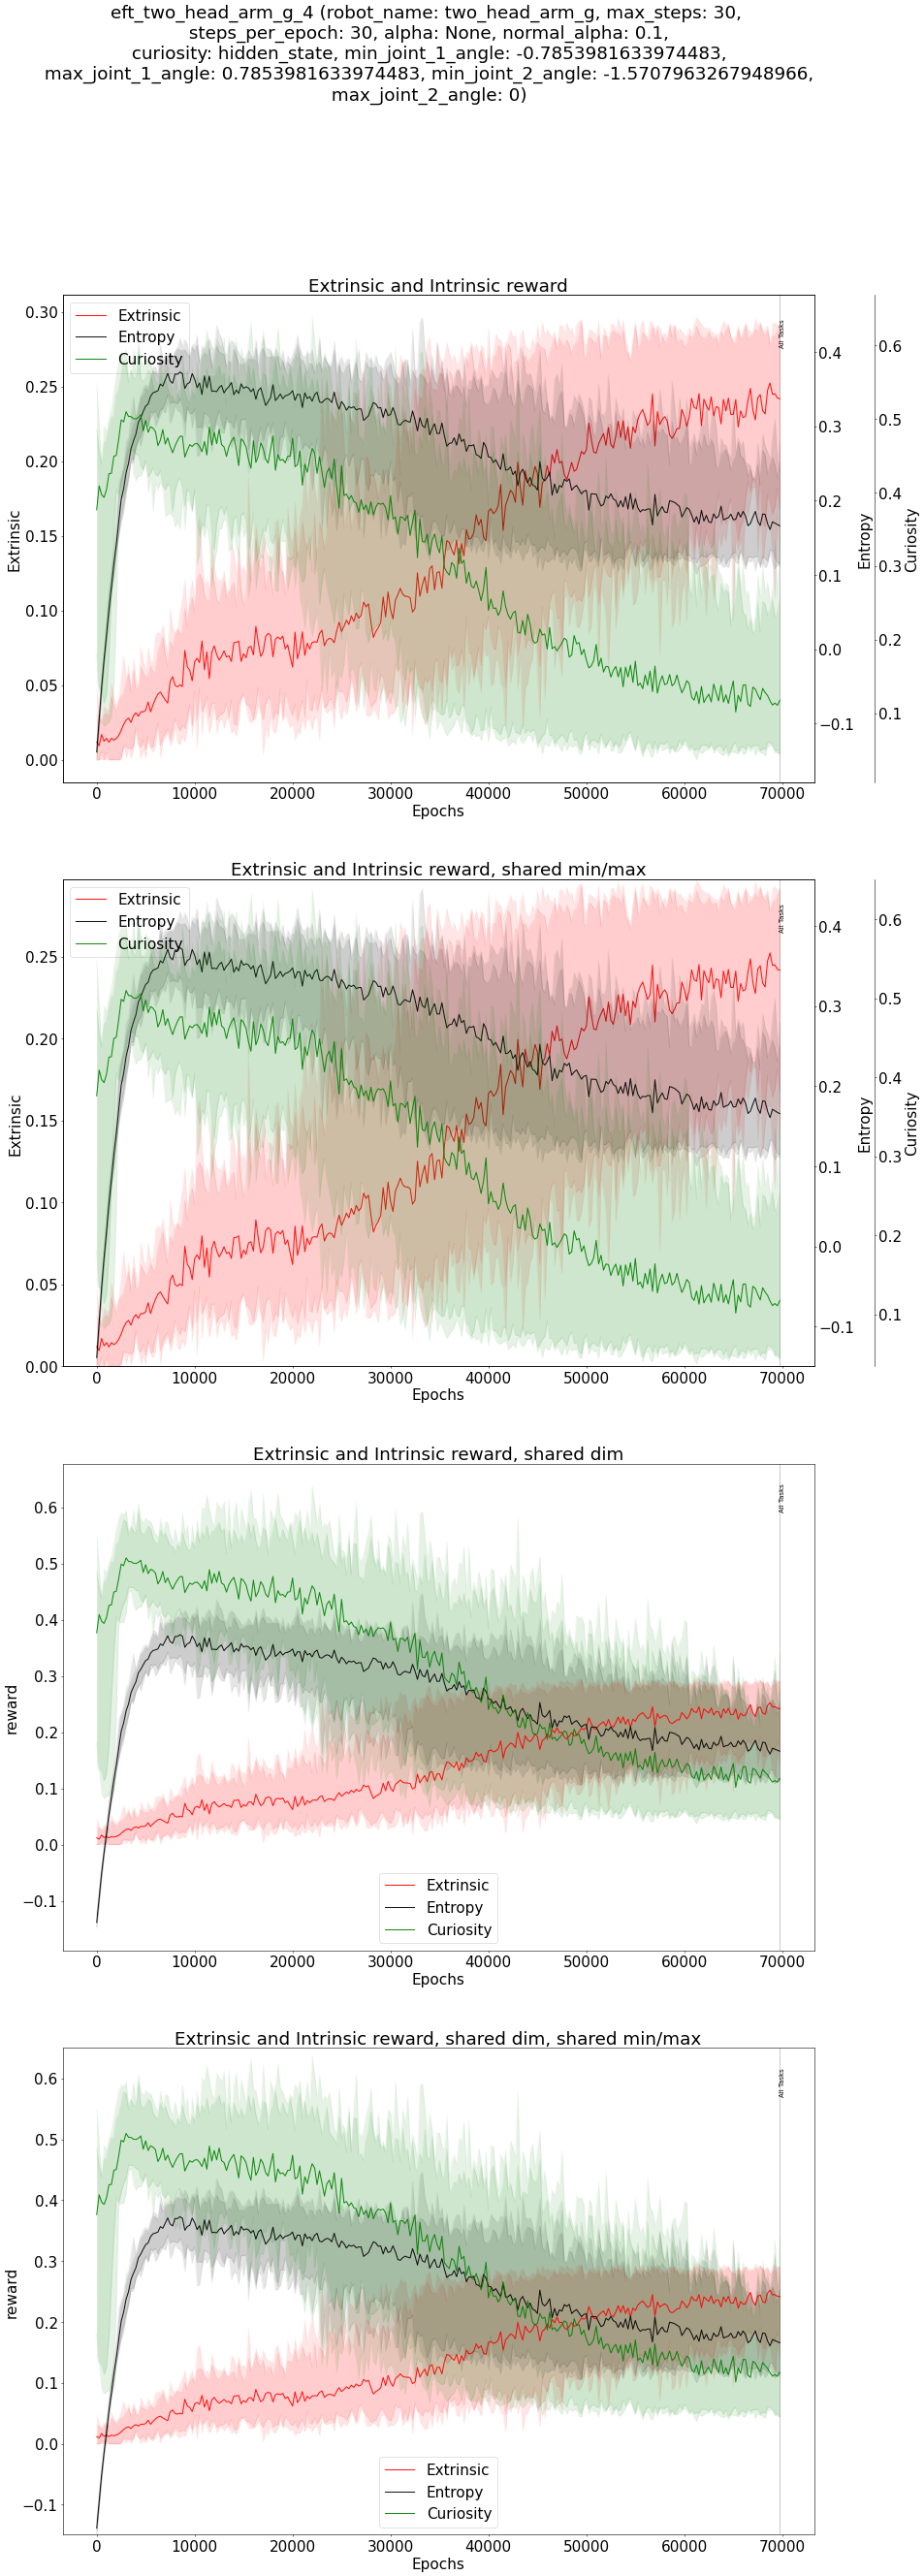 eft_two_head_arm_g_4 (robot_name: two_head_arm_g, max_steps: 30,
steps_per_epoch: 30, alpha: None, normal_alpha: 0.1,
curiosity: hidden_state, min_joint_1_angle: -0.7853981633974483,
max_joint_1_angle: 0.7853981633974483, min_joint_2_angle: -1.5707963267948966,
max_joint_2_angle: 0)
Extrinsic and Intrinsic reward
Extrinsic
Entropy
Curiosity
All Tasks
0.30
0.25
0.20
0.15
0.10
0.05
0.00
Extrinsic
0.4
0.3
0.2
0.1
0.0
−0.1
Entropy
0.6
0.5
0.4
0.3
0.2
0.1
Curiosity
0 10000 20000 30000 40000 50000 60000 70000
Epochs
Extrinsic and Intrinsic reward, shared min/max
Extrinsic
Entropy
Curiosity
All Tasks
0.25
0.20
0.15
0.10
0.05
0.00
Extrinsic
0.4
0.3
0.2
0.1
0.0
−0.1
Entropy
0.6
0.5
0.4
0.3
0.2
0.1
Curiosity
0 10000 20000 30000 40000 50000 60000 70000
Epochs
Extrinsic and Intrinsic reward, shared dim
All Tasks
0.6
0.5
0.4
0.3
0.2
0.1
0.0
−0.1
reward
Extrinsic
Entropy
Curiosity
0 10000 20000 30000 40000 50000 60000 70000
Epochs
Extrinsic and Intrinsic reward, shared dim, shared min/max
All Tasks
0.6
0.5
0.4
0.3
0.2
0.1
0.0
−0.1
reward
Extrinsic
Entropy
Curiosity
0 10000 20000 30000 40000 50000 60000 70000
Epochs